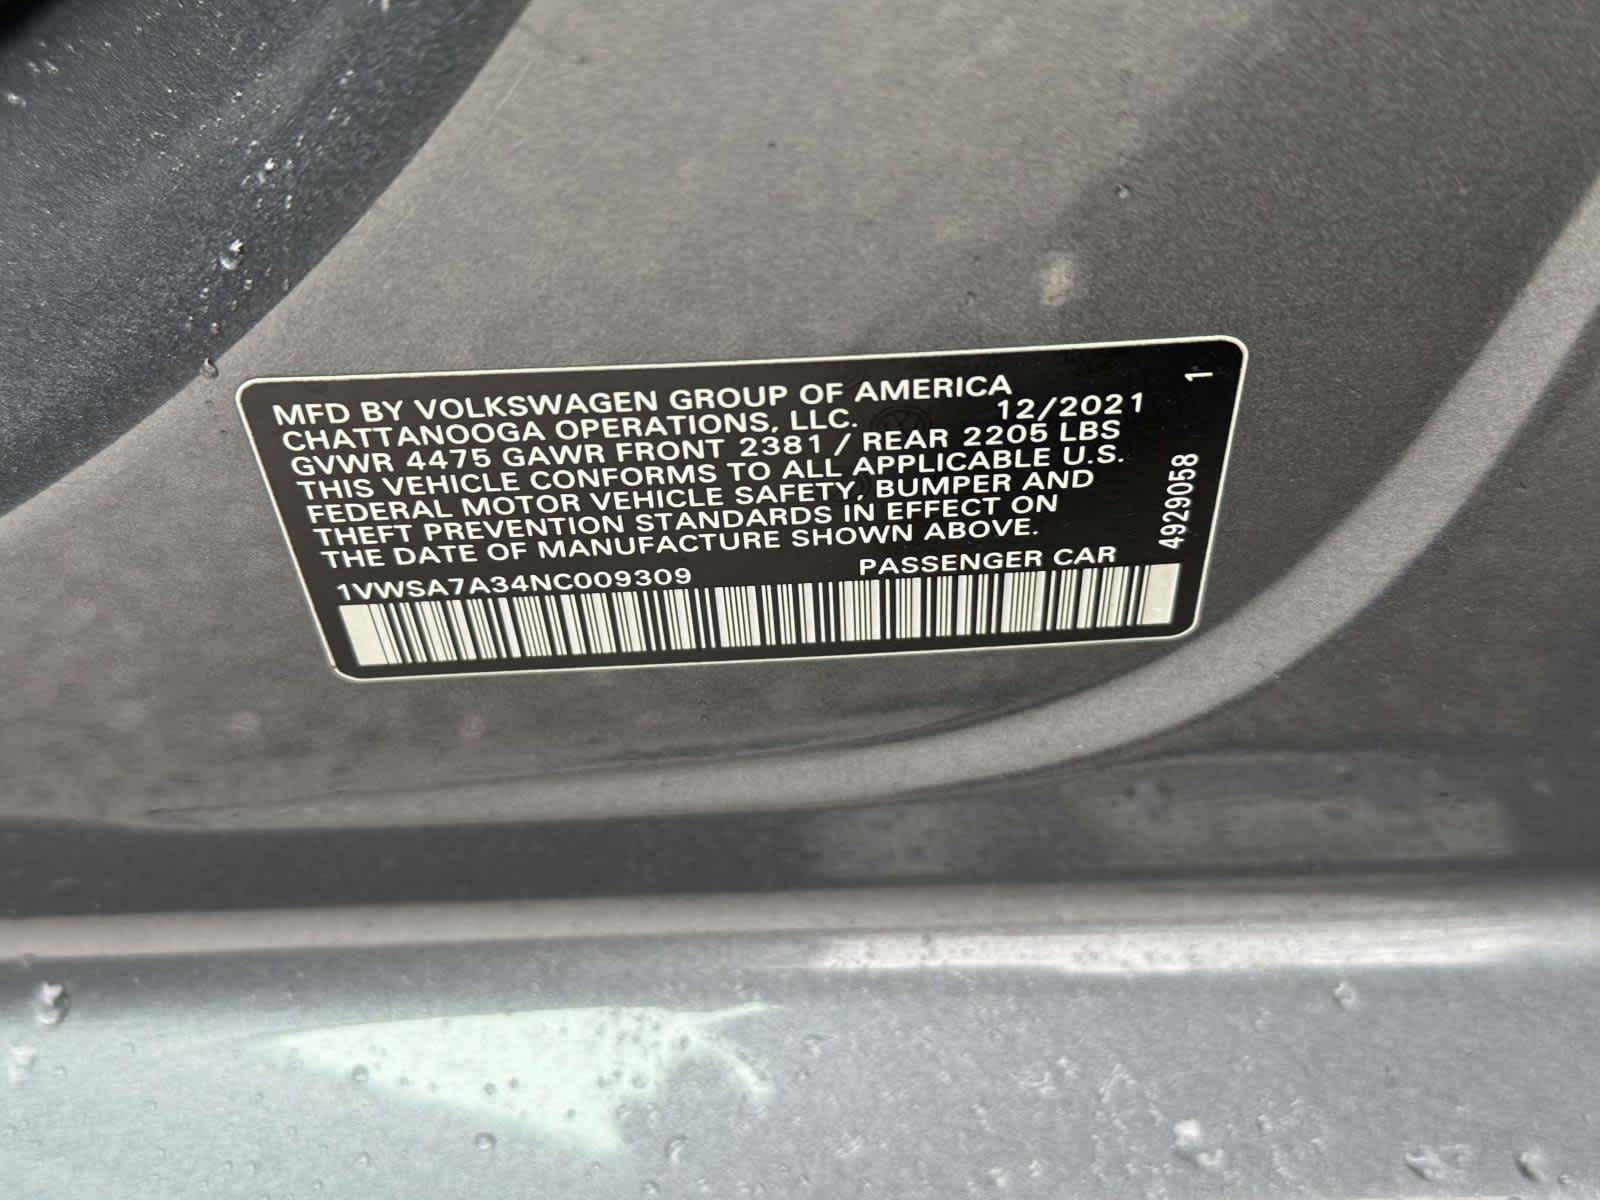 MFD BY VOLKSWAGEN GROUP OF AMERICA
CHATTANOOGA OPERATIONS, LLC. 12/2021
GVWR 4475 GAWR FRONT 2381 / REAR 2205 LBS
THIS VEHICLE CONFORMS TO ALL APPLICABLE U.S.
FEDERAL MOTOR VEHICLE SAFETY, BUMPER AND
THEFT PREVENTION STANDARDS IN EFFECT ON
THE DATE OF MANUFACTURE SHOWN ABOVE.
1VWSA7A34NC009309 PASSENGER CAR
4929058 1